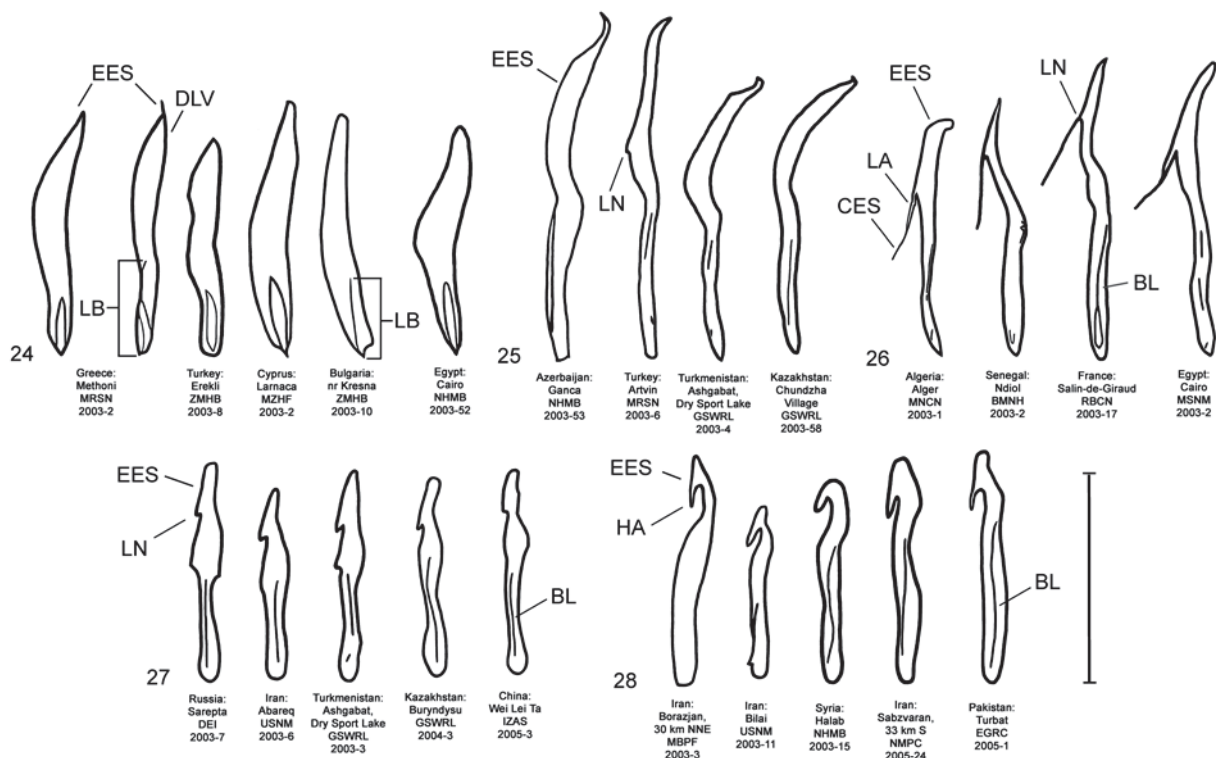 EES
DLV
LB
LB
24
Greece:
Methoni
MRSN
2003-2
Turkey:
Erekli
ZMHB
2003-8
Cyprus:
Larnaca
MZHF
2003-2
Bulgaria:
nr Kresna
ZMHB
2003-10
Egypt:
Cairo
NHMB
2003-52
EES
LN
25
Azerbaijan:
Ganca
NHMB
2003-53
Turkey:
Artvin
MRSN
2003-6
Turkmenistan:
Ashgabat,
Dry Sport Lake
GSWRL
2003-4
Kazakhstan:
Chundzha
Village
GSWRL
2003-58
EES
LA
CES
LN
BL
26
Algeria:
Alger
MNCN
2003-1
Senegal:
Ndiol
BMNH
2003-2
France:
Salin-de-Giraud
RBCN
2003-17
Egypt:
Cairo
MSNM
2003-2
EES
LN
BL
27
Russia:
Sarepta
DEI
2003-7
Iran:
Abareq
USNM
2003-6
Turkmenistan:
Ashgabat,
Dry Sport Lake
GSWRL
2003-3
Kazakhstan:
Buryndysu
GSWRL
2004-3
China:
Wei Lei Ta
IZAS
2005-3
EES
HA
BL
28
Iran:
Borazjan,
30 km NNE
MBPF
2003-3
Iran:
Bilai
USNM
2003-11
Syria:
Halab
NHMB
2003-15
Iran:
Sabzvaran,
33 km S
NMPC
2005-24
Pakistan:
Turbat
EGRC
2005-1